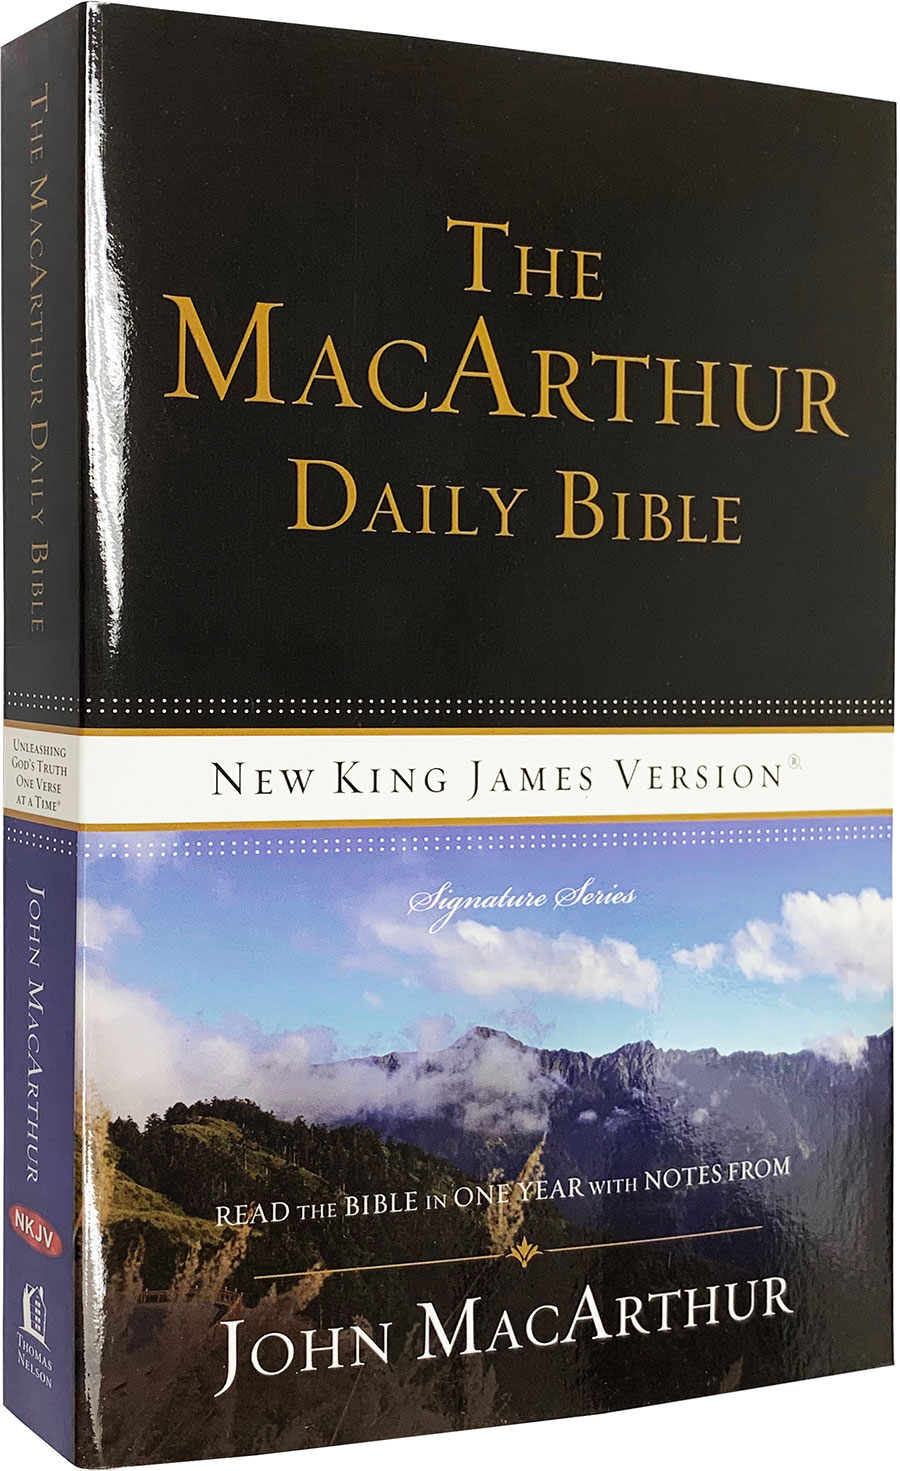 The MacArthur Daily Bible
Unleashing
God's Truth
One Verse
at a Time®
John MacArthur
NKJV
Thomas
Nelson
The
MacArthur
Daily Bible
New King James Version®
Signature Series
READ THE BIBLE IN ONE YEAR WITH NOTES FROM
John MacArthur